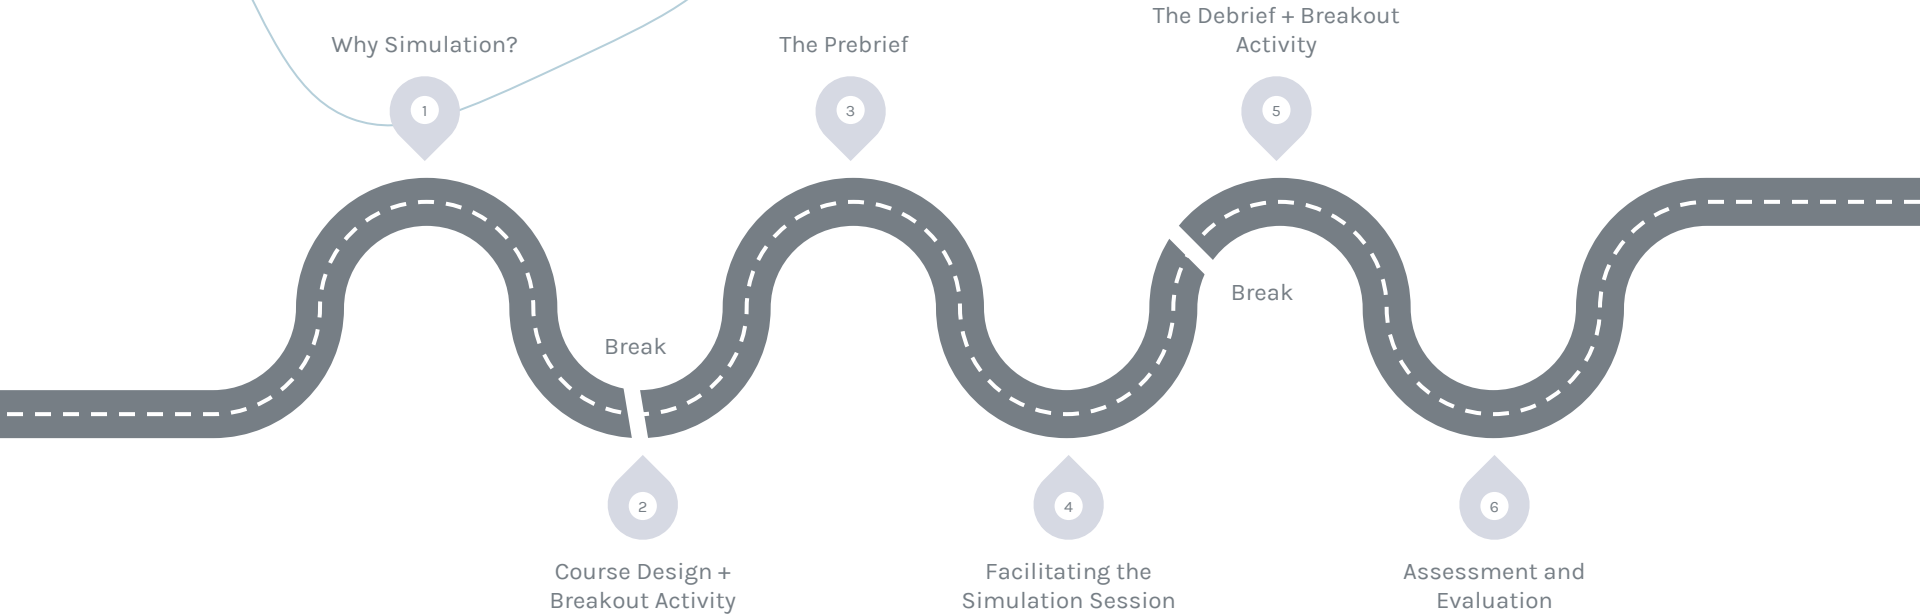 Why Simulation?
1
Break
2
Course Design +
Breakout Activity
The Prebrief
3
4
Facilitating the
Simulation Session
Break
The Debrief + Breakout
Activity
5
6
Assessment and
Evaluation